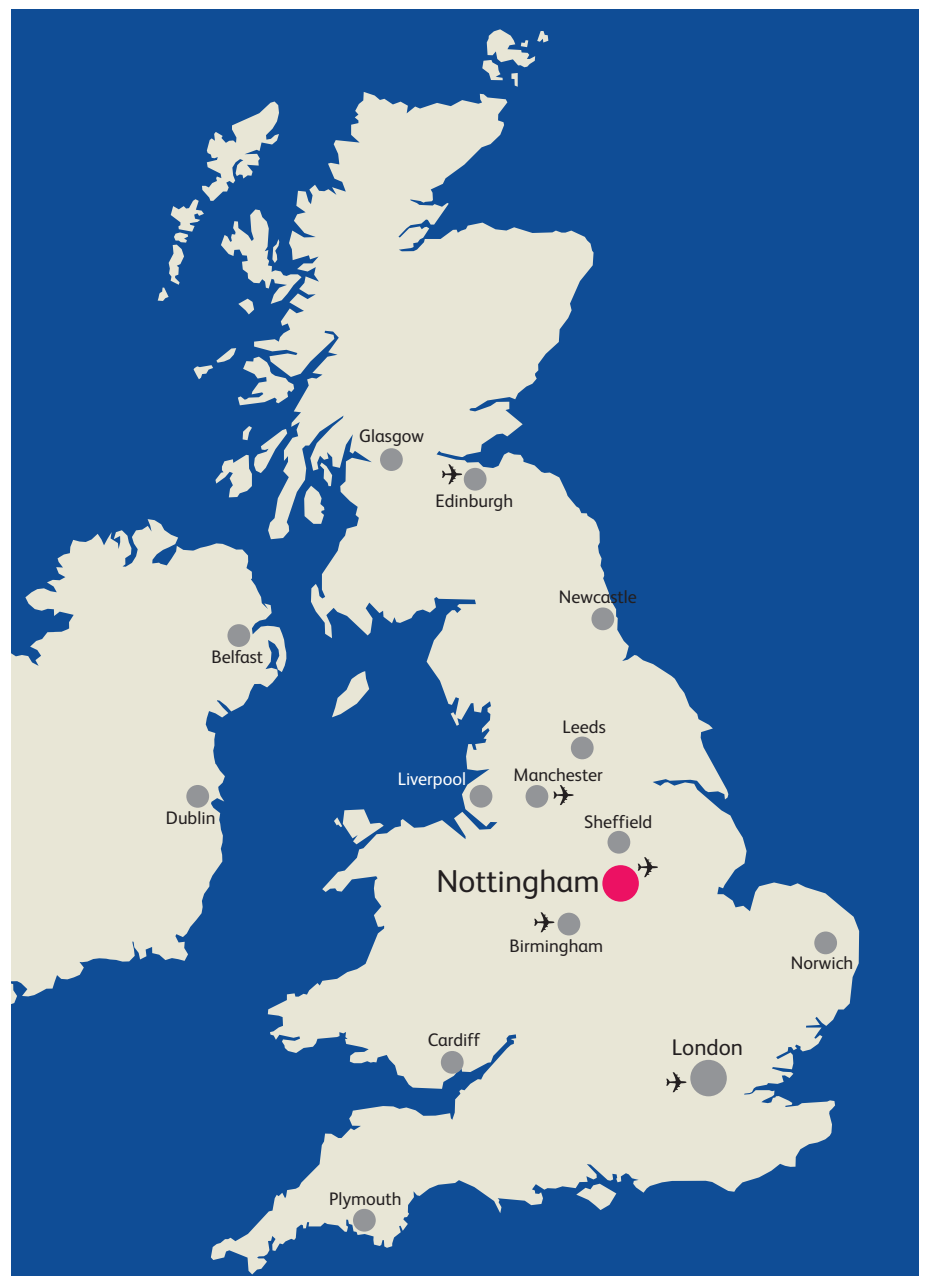 Glasgow
Edinburgh
Newcastle
Belfast
Leeds
Liverpool
Manchester
Dublin
Sheffield
Nottingham
Birmingham
Norwich
Cardiff
London
Plymouth